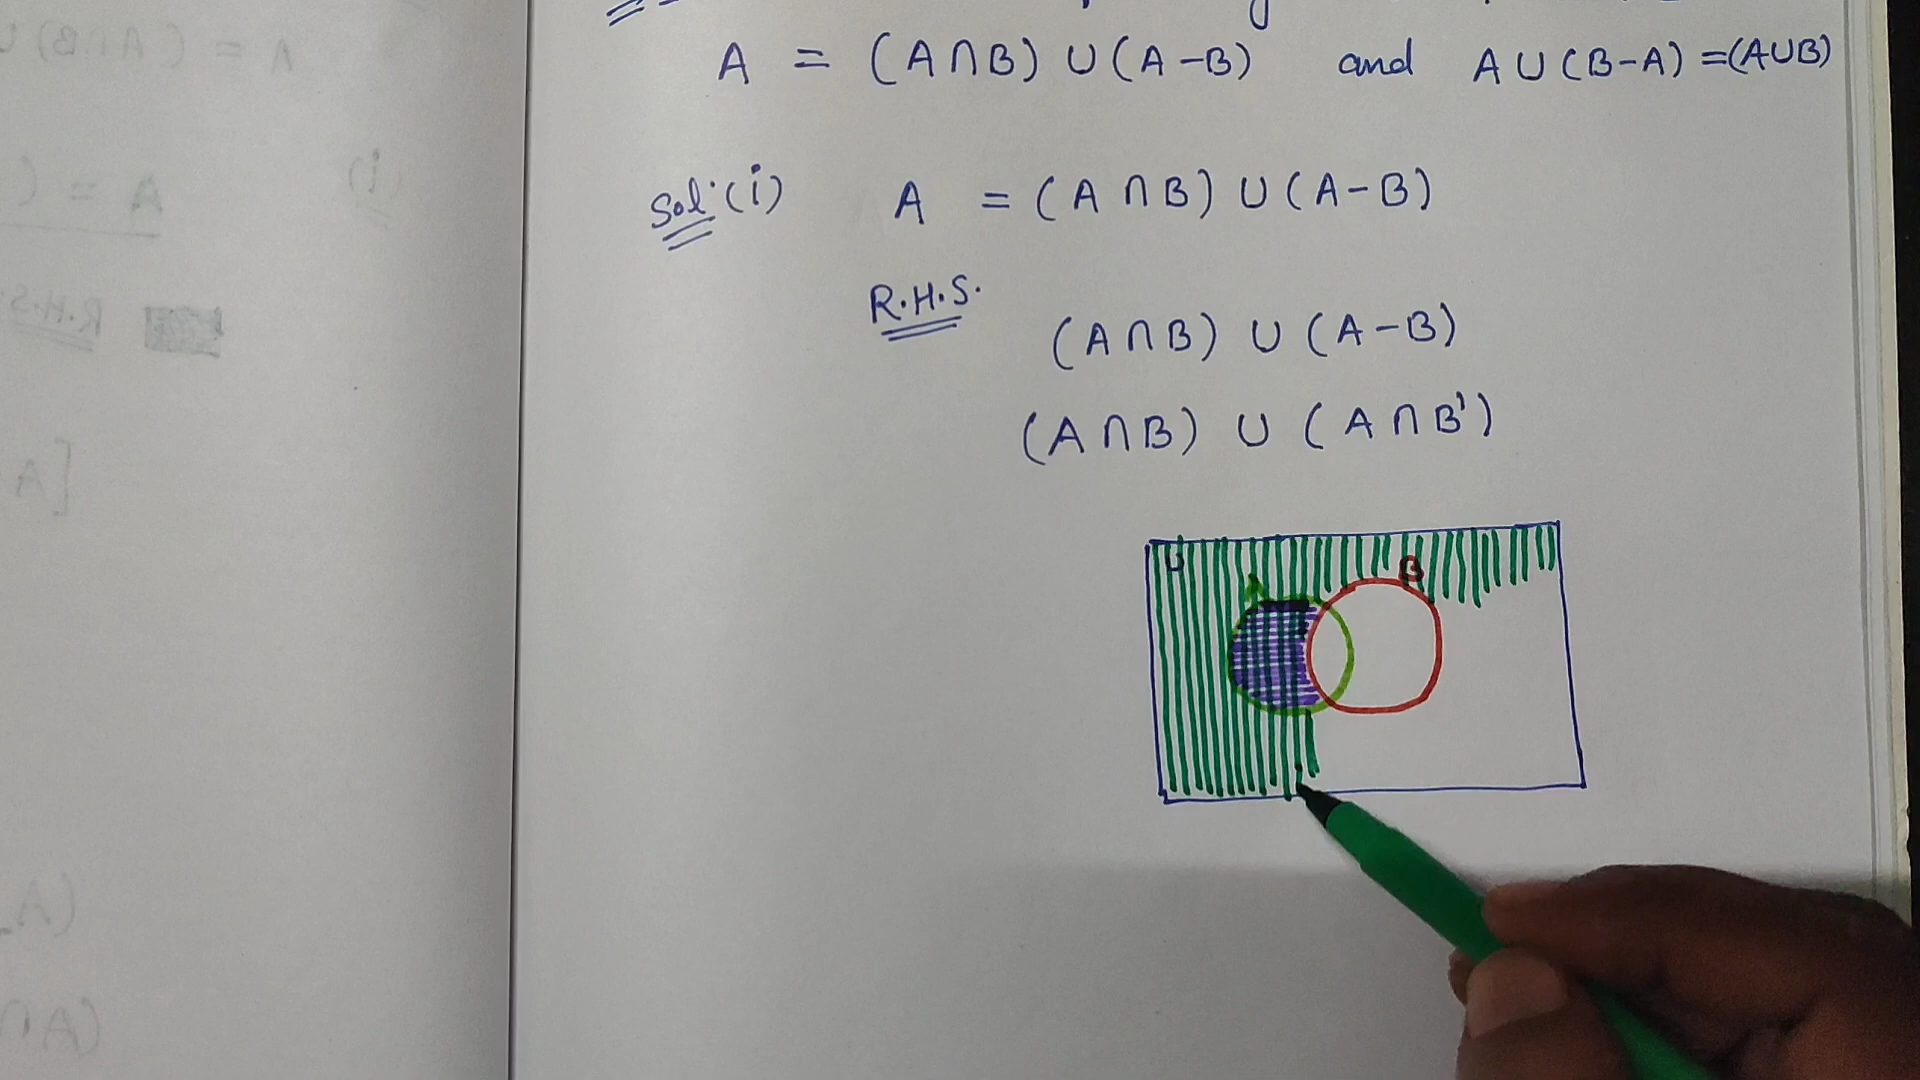 A = (A∩B) ∪ (A-B) and A∪(B-A) =(A∪B)
Sol: (i) A = (A∩B) ∪ (A-B)
R.H.S.
(A∩B) ∪ (A-B)
(A∩B) ∪ (A∩B')
U
A
B